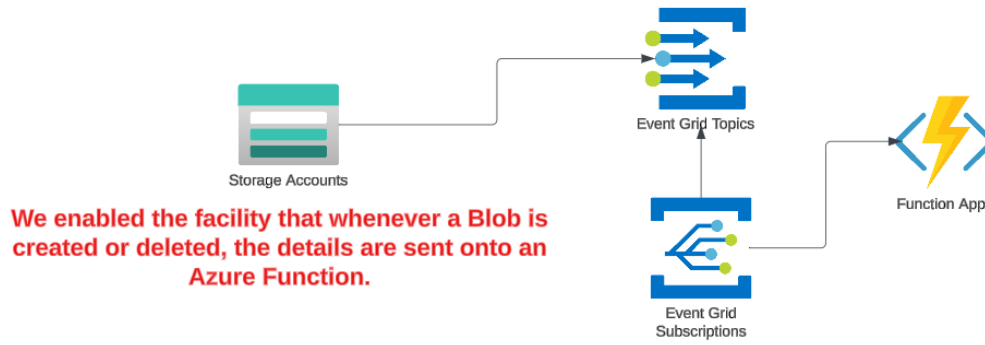 Event Grid Topics
Storage Accounts
Function App
We enabled the facility that whenever a Blob is
created or deleted, the details are sent onto an
Azure Function.
Event Grid
Subscriptions